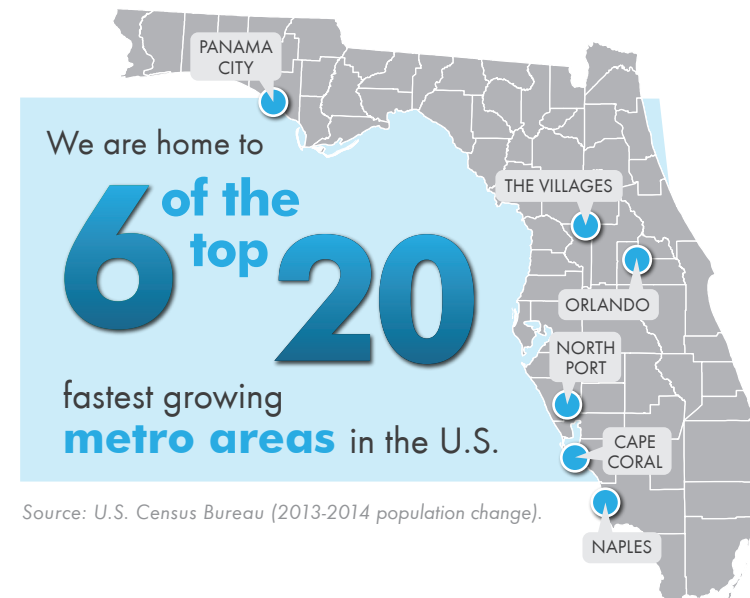 PANAMA
CITY
We are home to
6 of the
top 20
fastest growing
metro areas in the U.S.
THE VILLAGES
ORLANDO
NORTH
PORT
CAPE
CORAL
NAPLES
Source: U.S. Census Bureau (2013-2014 population change).